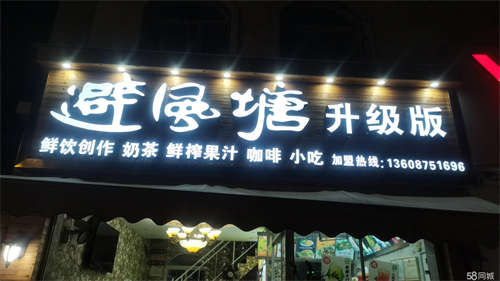 避风塘 升级版
鲜饮创作 奶茶 鲜榨果汁 咖啡 小吃 加盟热线:13608751696
58同城